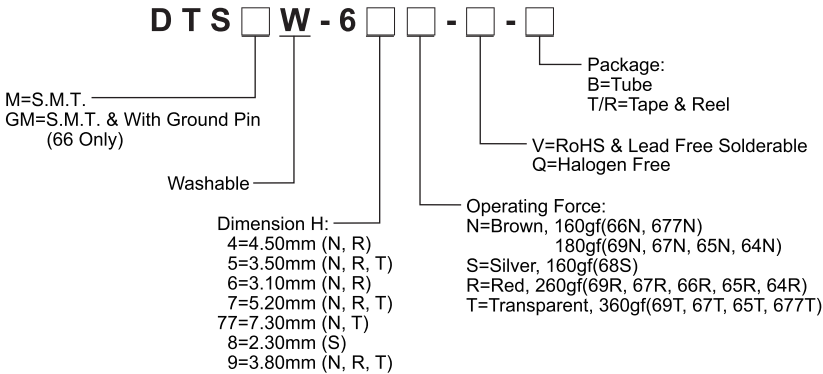 DTS□W-6□□-□-□
M=S.M.T.
GM=S.M.T. & With Ground Pin
(66 Only)
Washable
Dimension H:
4=4.50mm (N, R)
5=3.50mm (N, R, T)
6=3.10mm (N, R)
7=5.20mm (N, R, T)
77=7.30mm (N, T)
8=2.30mm (S)
9=3.80mm (N, R, T)
Operating Force:
N=Brown, 160gf(66N, 677N)
180gf(69N, 67N, 65N, 64N)
S=Silver, 160gf(68S)
R=Red, 260gf(69R, 67R, 66R, 65R, 64R)
T=Transparent, 360gf(69T, 67T, 65T, 677T)
V=RoHS & Lead Free Solderable
Q=Halogen Free
Package:
B=Tube
T/R=Tape & Reel